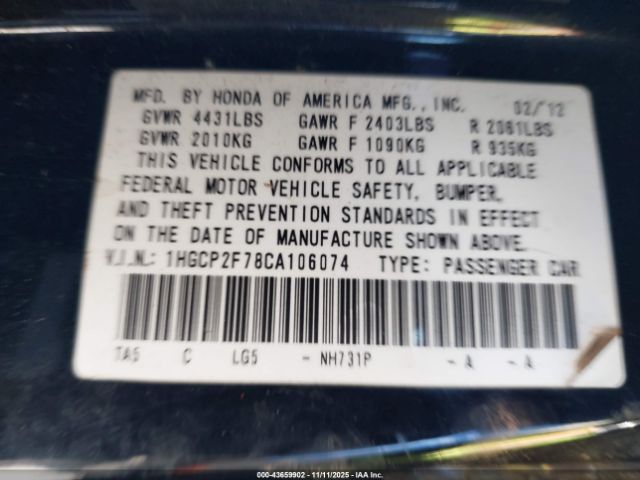 MFD. BY HONDA OF AMERICA MFG., INC. 02/'12
GVWR 4431LBS GAWR F 2403LBS R 2061LBS
GVWR 2010KG GAWR F 1090KG R 935KG
THIS VEHICLE CONFORMS TO ALL APPLICABLE
FEDERAL MOTOR VEHICLE SAFETY, BUMPER,
AND THEFT PREVENTION STANDARDS IN EFFECT
ON THE DATE OF MANUFACTURE SHOWN ABOVE.
V.I.N.: 1HGCP2F78CA106074 TYPE: PASSENGER CAR
TA5 C LG5 - NH731P - A - A
000-43659902 - 11/11/2025 - IAA Inc.